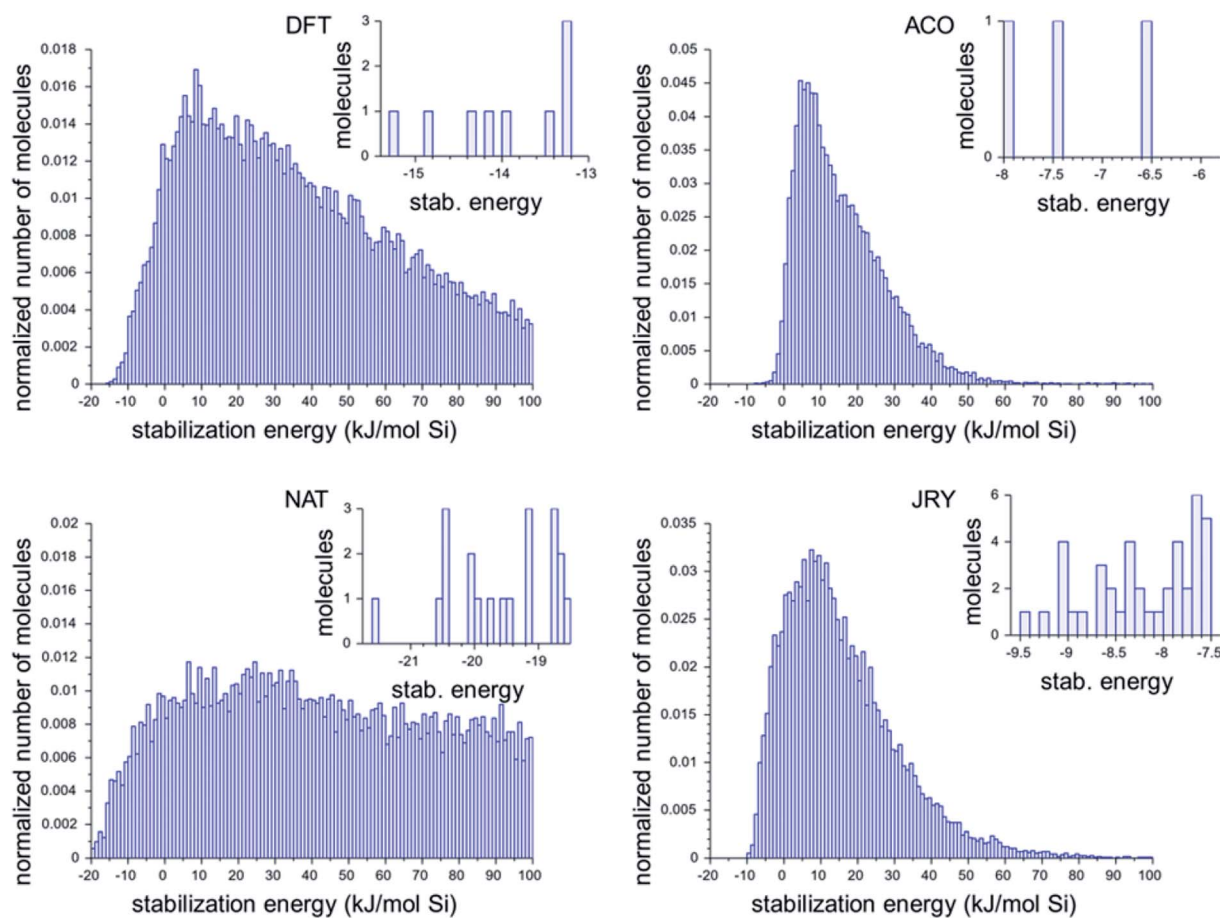 DFT
normalized number of molecules
0.018
0.016
0.014
0.012
0.01
0.008
0.006
0.004
0.002
0
-20 -10 0 10 20 30 40 50 60 70 80 90 100
stabilization energy (kJ/mol Si)
molecules
3
2
1
0
-15 -14 -13
stab. energy
ACO
normalized number of molecules
0.05
0.045
0.04
0.035
0.03
0.025
0.02
0.015
0.01
0.005
0
-20 -10 0 10 20 30 40 50 60 70 80 90 100
stabilization energy (kJ/mol Si)
molecules
1
0
-8 -7.5 -7 -6.5 -6
stab. energy
NAT
normalized number of molecules
0.02
0.018
0.016
0.014
0.012
0.01
0.008
0.006
0.004
0.002
0
-20 -10 0 10 20 30 40 50 60 70 80 90 100
stabilization energy (kJ/mol Si)
molecules
3
2
1
0
-21 -20 -19
stab. energy
JRY
normalized number of molecules
0.035
0.03
0.025
0.02
0.015
0.01
0.005
0
-20 -10 0 10 20 30 40 50 60 70 80 90 100
stabilization energy (kJ/mol Si)
molecules
6
4
2
0
-9.5 -9 -8.5 -8 -7.5
stab. energy